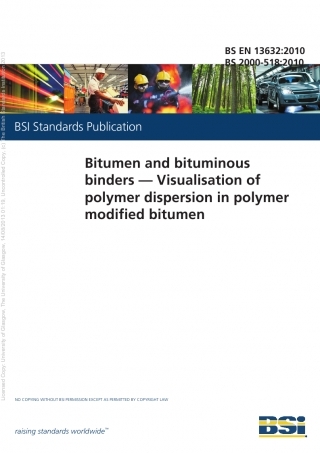 BS EN 13632:2010
BS 2000-518:2010
BSI Standards Publication
Bitumen and bituminous
binders — Visualisation of
polymer dispersion in polymer
modified bitumen
NO COPYING WITHOUT BSI PERMISSION EXCEPT AS PERMITTED BY COPYRIGHT LAW
raising standards worldwide™
BSi